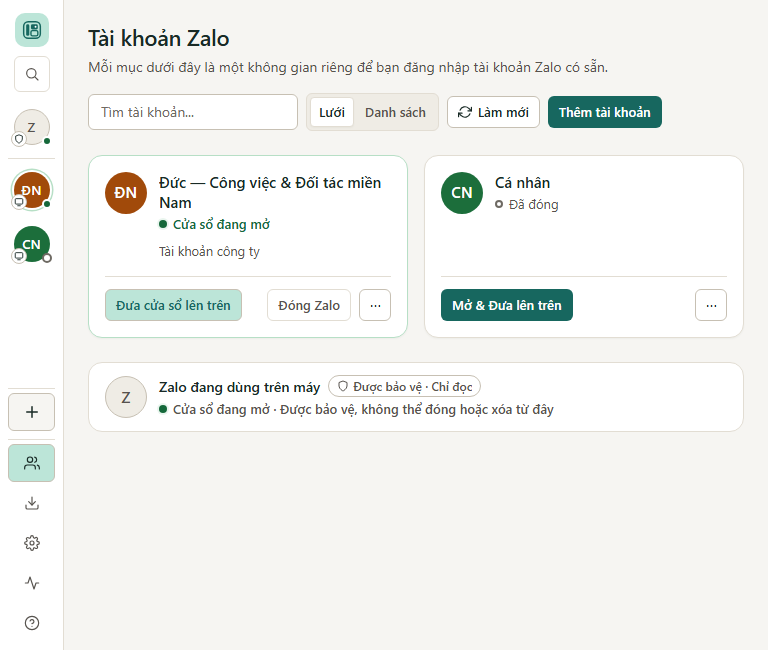 Tài khoản Zalo
Mỗi mục dưới đây là một không gian riêng để bạn đăng nhập tài khoản Zalo có sẵn.
Tìm tài khoản...
Lưới
Danh sách
Làm mới
Thêm tài khoản
Z
ĐN
CN
ĐN
Đức — Công việc & Đối tác miền
Nam
Cửa sổ đang mở
Tài khoản công ty
Đưa cửa sổ lên trên
Đóng Zalo
...
CN
Cá nhân
Đã đóng
Mở & Đưa lên trên
...
Z
Zalo đang dùng trên máy
Được bảo vệ · Chỉ đọc
Cửa sổ đang mở · Được bảo vệ, không thể đóng hoặc xóa từ đây